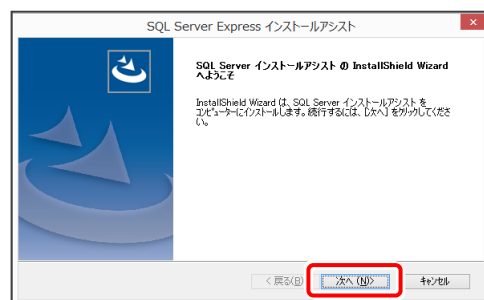 SQL Server Express インストールアシスト
SQL Server インストールアシスト の InstallShield Wizard
へようこそ
InstallShield Wizard は、SQL Server インストールアシスト を
コンピューターにインストールします。続行するには、[次へ] をクリックしてくださ
い。
< 戻る(B) 次へ (N)> キャンセル